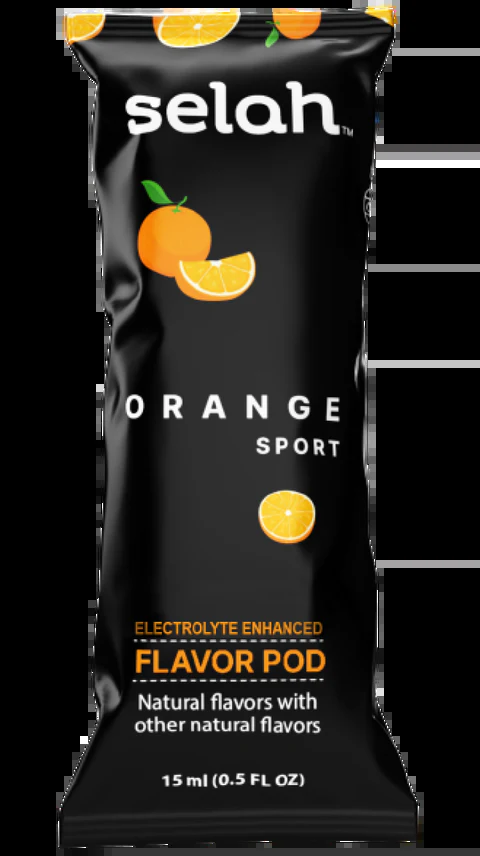 selah™
ORANGE
SPORT
ELECTROLYTE ENHANCED
FLAVOR POD
Natural flavors with
other natural flavors
15 ml (0.5 FL OZ)